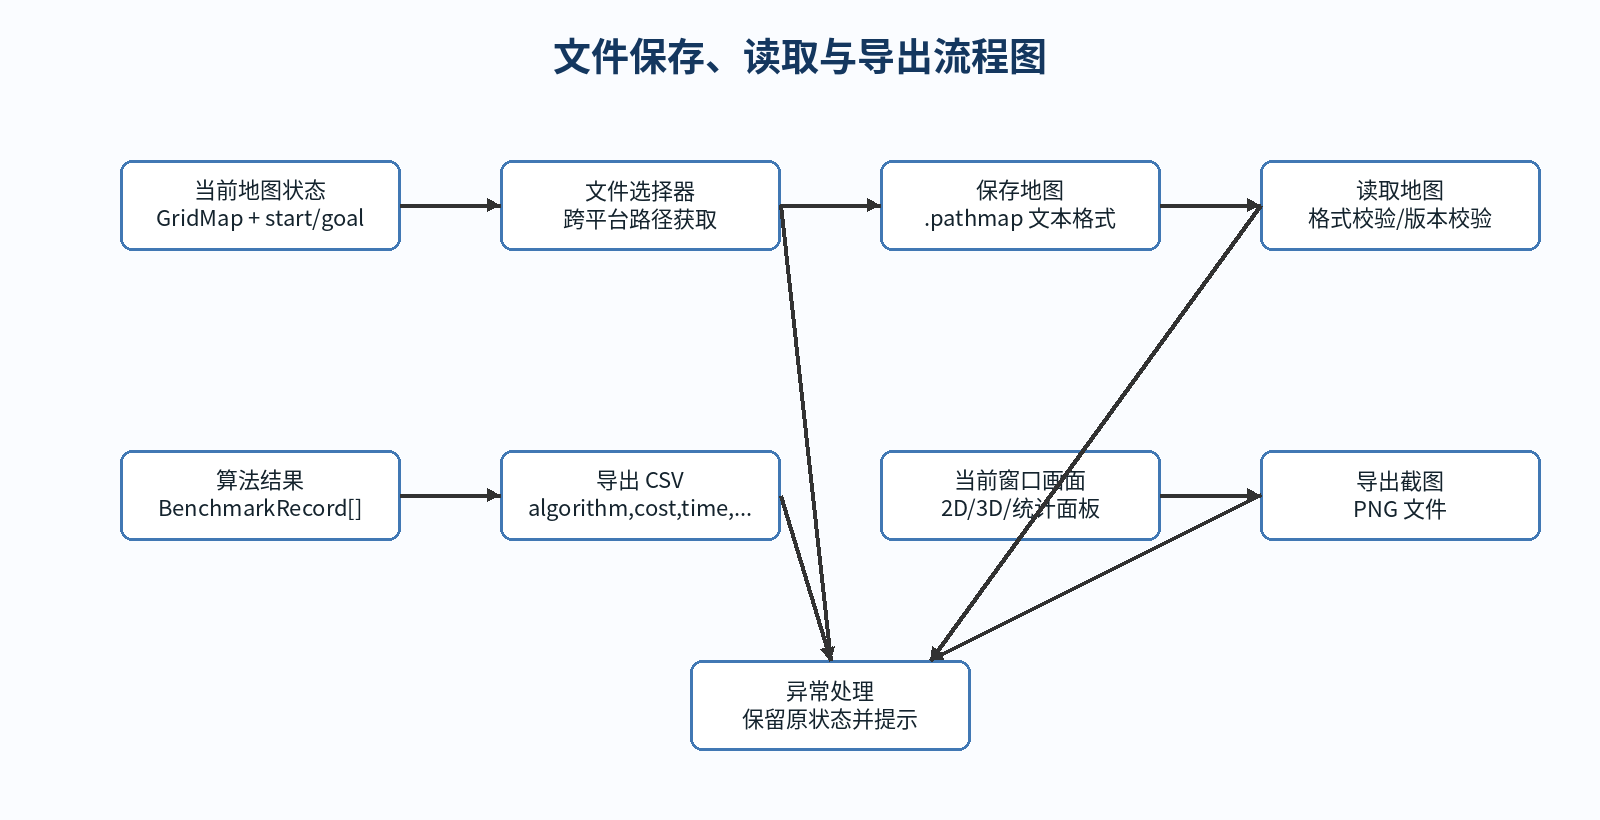 文件保存、读取与导出流程图
当前地图状态
GridMap + start/goal
文件选择器
跨平台路径获取
保存地图
.pathmap 文本格式
读取地图
格式校验/版本校验
算法结果
BenchmarkRecord[]
导出 CSV
algorithm,cost,time,...
当前窗口画面
2D/3D/统计面板
导出截图
PNG 文件
异常处理
保留原状态并提示